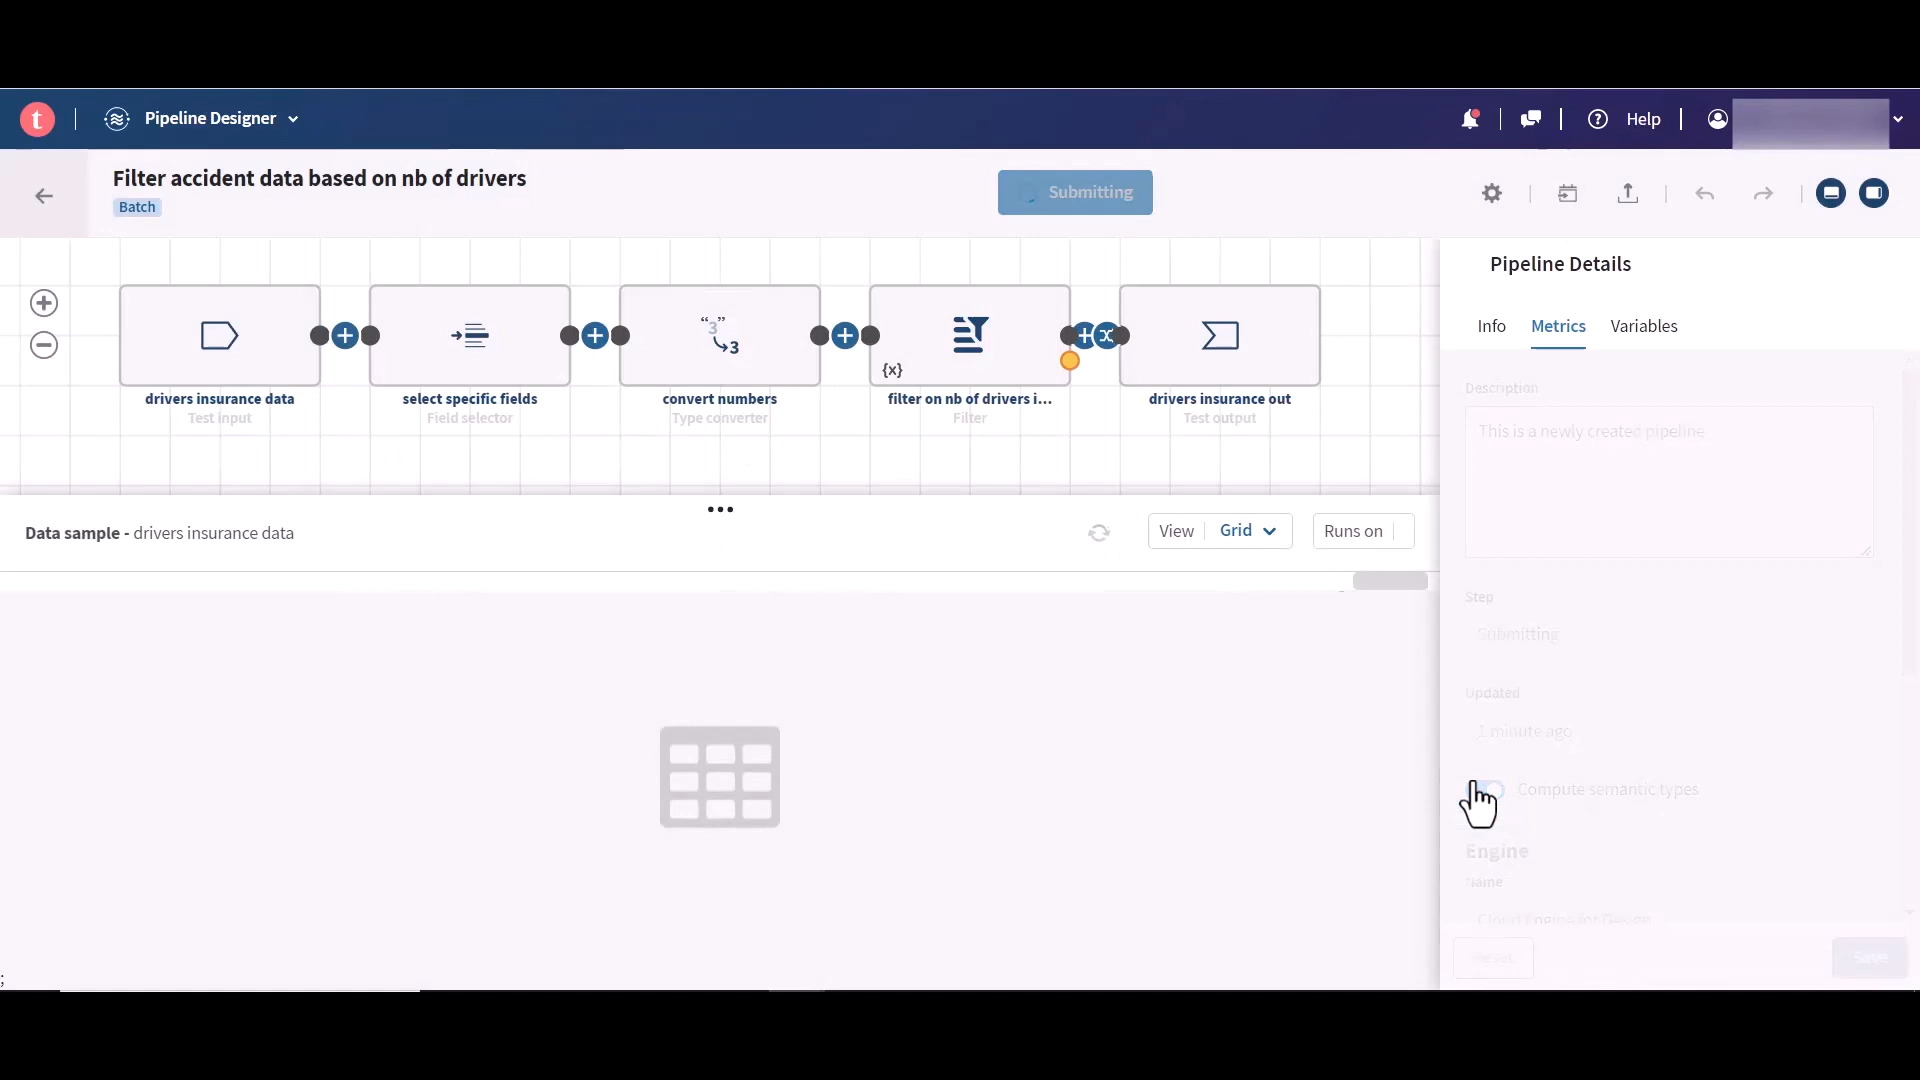 t
Pipeline Designer
Help
Filter accident data based on nb of drivers
Batch
Submitting
Pipeline Details
Info Metrics Variables
{x}
drivers insurance data
Test input
select specific fields
Field selector
"3"
3
convert numbers
Type converter
filter on nb of drivers i...
Filter
drivers insurance out
Test output
Data sample - drivers insurance data
View Grid
Runs on
Description
This is a newly created pipeline
Step
Submitting
Updated
1 minute ago
Compute semantic types
Engine
Name
Cloud Engine for Design
Save
;